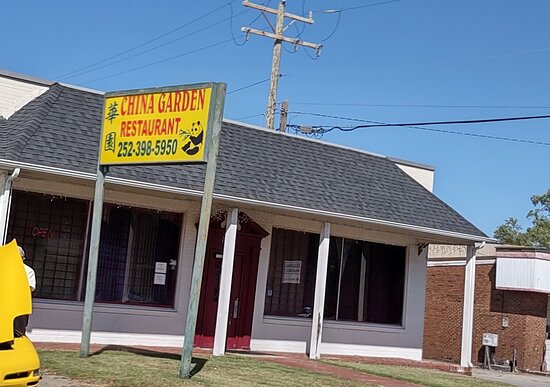 華園
CHINA GARDEN
RESTAURANT
252-398-5950
OPEN